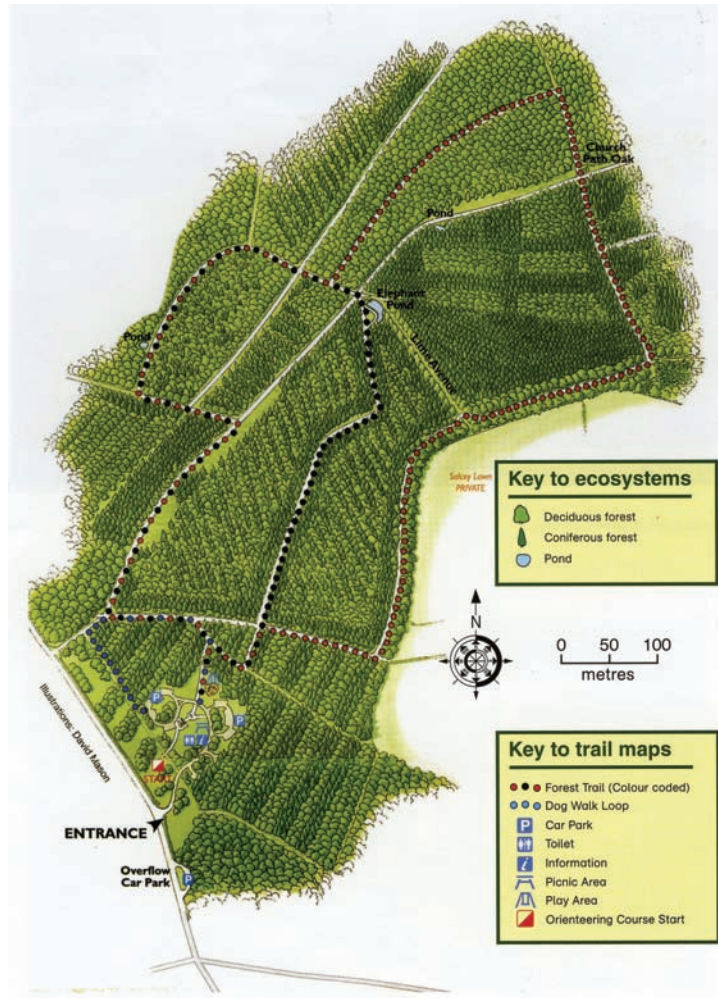 Church
Path Oak
Pond
Elephant
Pond
Lime Avenue
Pond
Salcey Lawn
PRIVATE
Key to ecosystems
Deciduous forest
Coniferous forest
Pond
N
0 50 100
metres
Illustrations: David Mason
P
P
i
START
ENTRANCE
Overflow
Car Park
P
Key to trail maps
Forest Trail (Colour coded)
Dog Walk Loop
P Car Park
Toilet
i Information
Picnic Area
Play Area
Orienteering Course Start